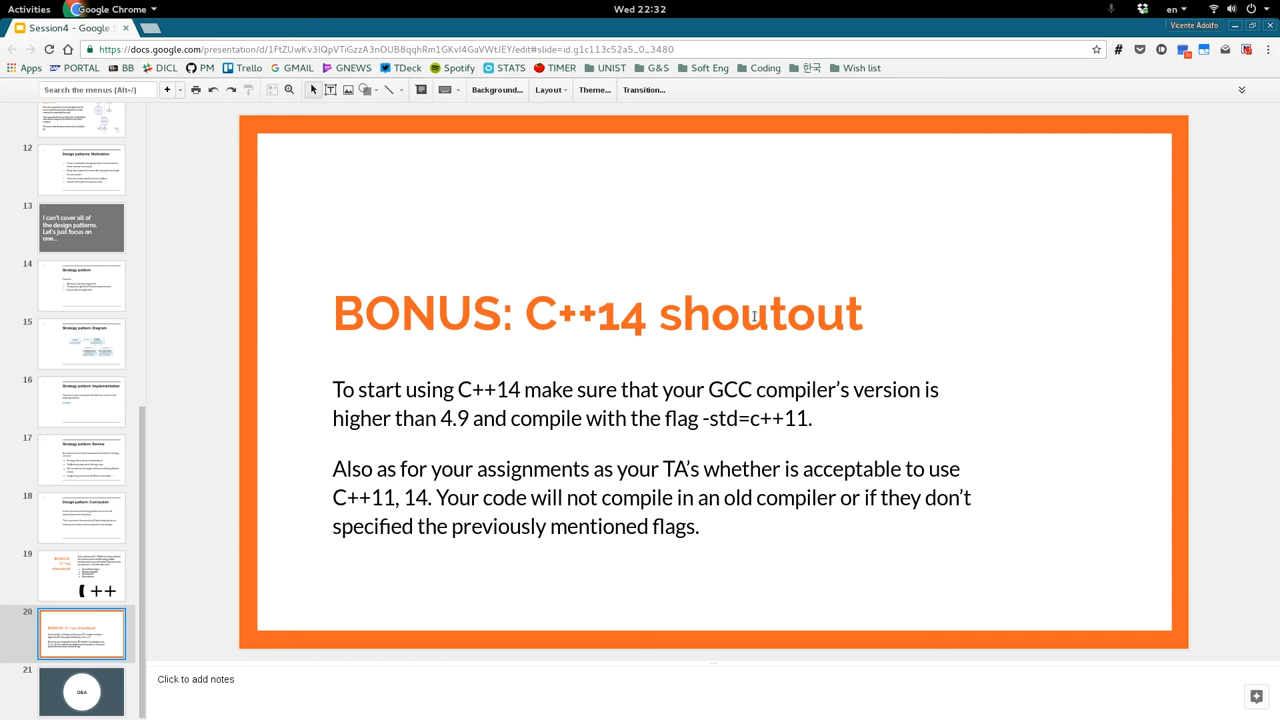 Activities Google Chrome Wed 22:32 en
Session4 - Google S Vicente Adolfo
https://docs.google.com/presentation/d/1FtZUwKv3IQpVTiGzzA3nOUB8qqhRm1GKvI4GaVWtJEY/edit#slide=id.g1c113c52a5_0_3480
Apps PORTAL BB DICL PM Trello GMAIL GNEWS TDeck Spotify STATS TIMER UNIST G&S Soft Eng Coding 한국 Wish list
Search the menus (Alt+/) Background... Layout Theme... Transition...
12
Design patterns: Motivation
13
I can't cover all of
the design patterns.
Let's just focus on
one...
14
Strategy pattern
15
Strategy pattern: Diagram
16
Strategy pattern: Implementation
17
Strategy pattern: Review
18
Design pattern: Conclusion
19
BONUS:
C++14
shoutout
C++
20
BONUS: C++14 shoutout
21
Q&A
BONUS: C++14 shoutout
To start using C++14 make sure that your GCC compiler’s version is
higher than 4.9 and compile with the flag -std=c++11.
Also as for your assignments as your TA’s whether is acceptable to use
C++11, 14. Your code will not compile in an old compiler or if they don’t
specified the previously mentioned flags.
Click to add notes